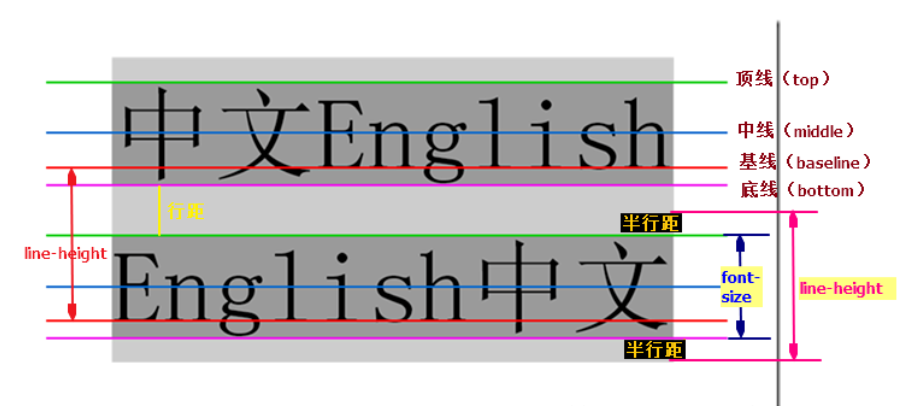 顶线（top）
中文English
中线（middle）
基线（baseline）
底线（bottom）
行距
半行距
line-height
English中文
font-
size
line-height
半行距